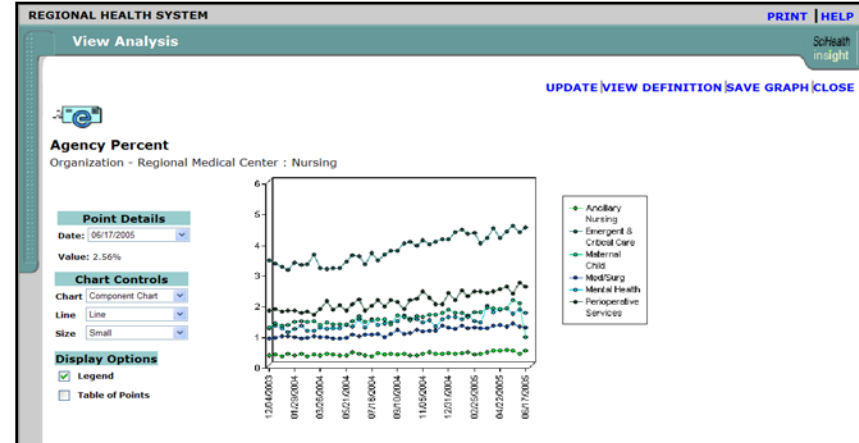 REGIONAL HEALTH SYSTEM
PRINT | HELP
View Analysis
SciHealth
insight
UPDATE | VIEW DEFINITION | SAVE GRAPH | CLOSE
Agency Percent
Organization - Regional Medical Center : Nursing
Point Details
Date: 06/17/2005
Value: 2.56%
Chart Controls
Chart Component Chart
Line Line
Size Small
Display Options
Legend
Table of Points
6
5
4
3
2
1
0
12/04/2003
01/29/2004
03/26/2004
05/21/2004
07/16/2004
09/10/2004
11/05/2004
12/31/2004
02/25/2005
04/22/2005
06/17/2005
Ancillary
Nursing
Emergent &
Critical Care
Maternal
Child
Med/Surg
Mental Health
Perioperative
Services